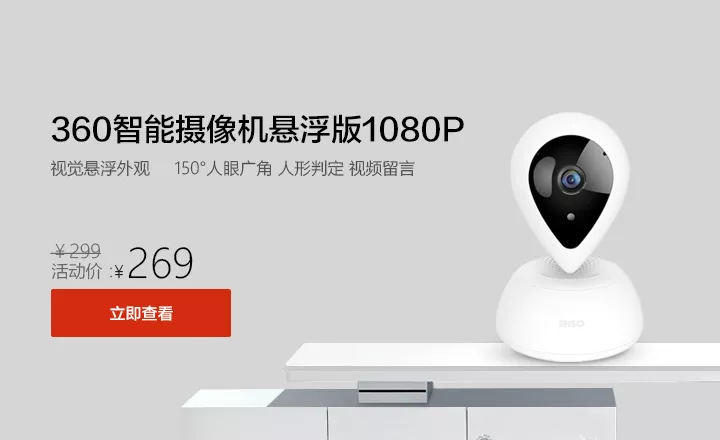 360智能摄像机悬浮版1080P
视觉悬浮外观 150°人眼广角 人形判定 视频留言
￥299
活动价 :¥269
立即查看
360